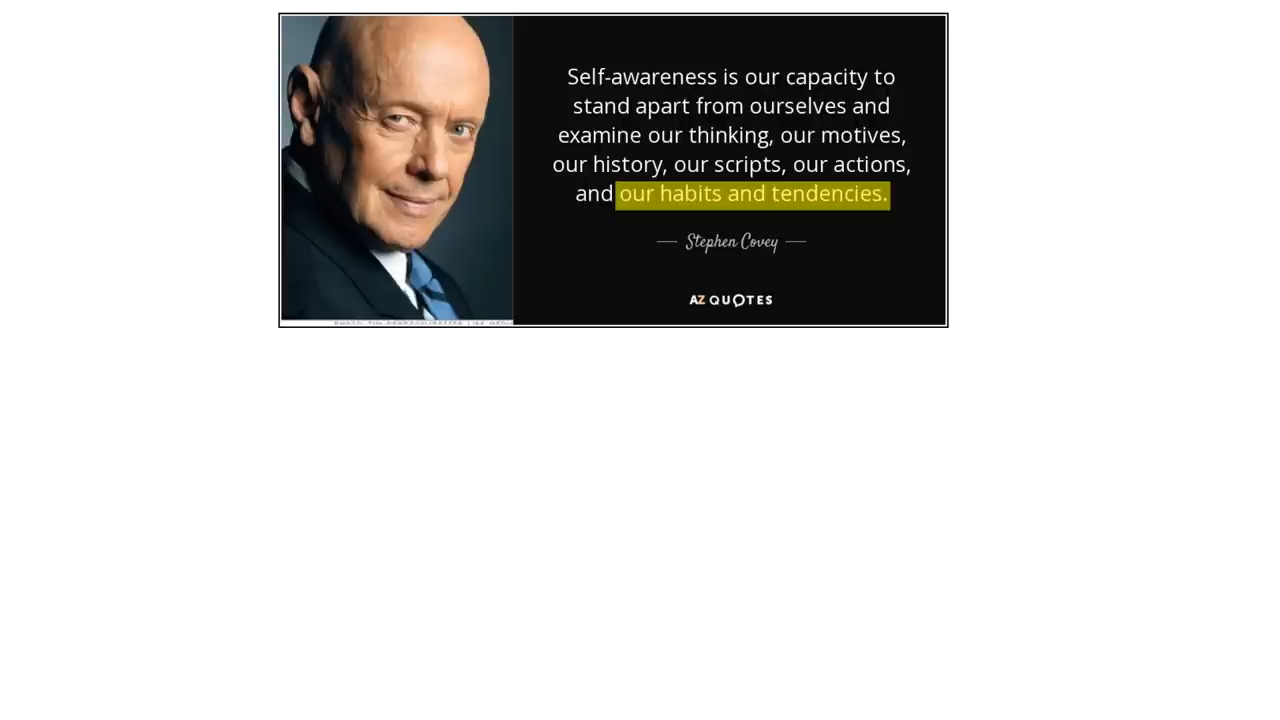 Self-awareness is our capacity to
stand apart from ourselves and
examine our thinking, our motives,
our history, our scripts, our actions,
and our habits and tendencies.
Stephen Covey
AZ QUOTES